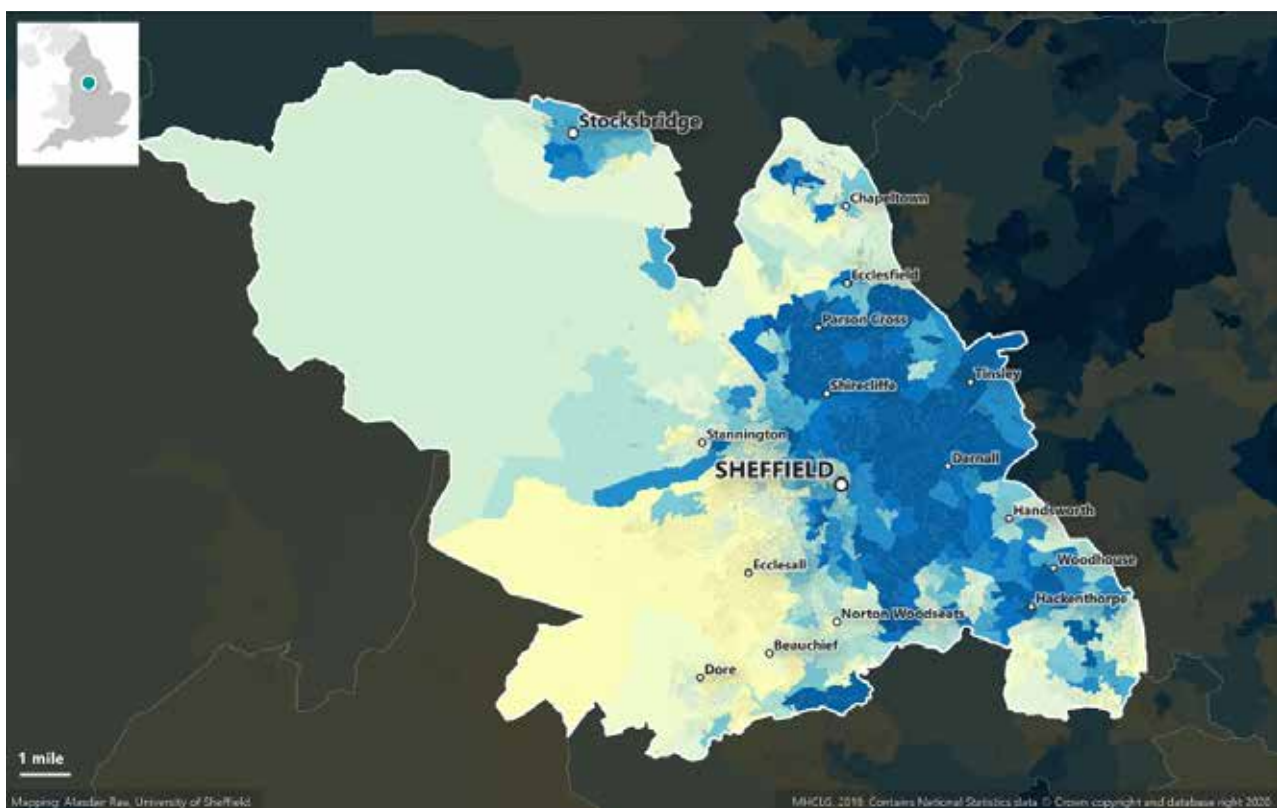 Stocksbridge
Chapeltown
Ecclesfield
Parson Cross
Tinsley
Shirecliffe
Stannington
Darnall
SHEFFIELD
Handsworth
Woodhouse
Ecclesall
Hackenthorpe
Norton Woodseats
Beauchief
Dore
1 mile
Mapping: Alasdair Rae, University of Sheffield
MHCLG, 2019. Contains National Statistics data © Crown copyright and database right 2020